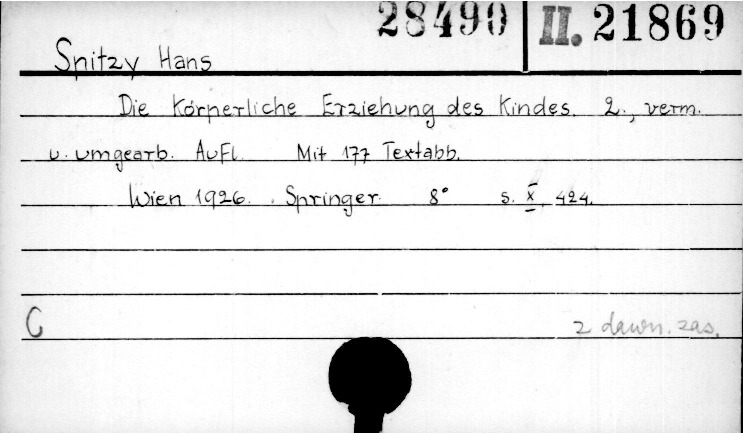 28490 II. 21869
Spitzy Hans
Die Körperliche Erziehung des Kindes. 2., verm.
u. umgearb. Aufl. Mit 177 Textabb.
Wien 1926. Springer. 8° s. X, 424.
C
z dawn. zas.